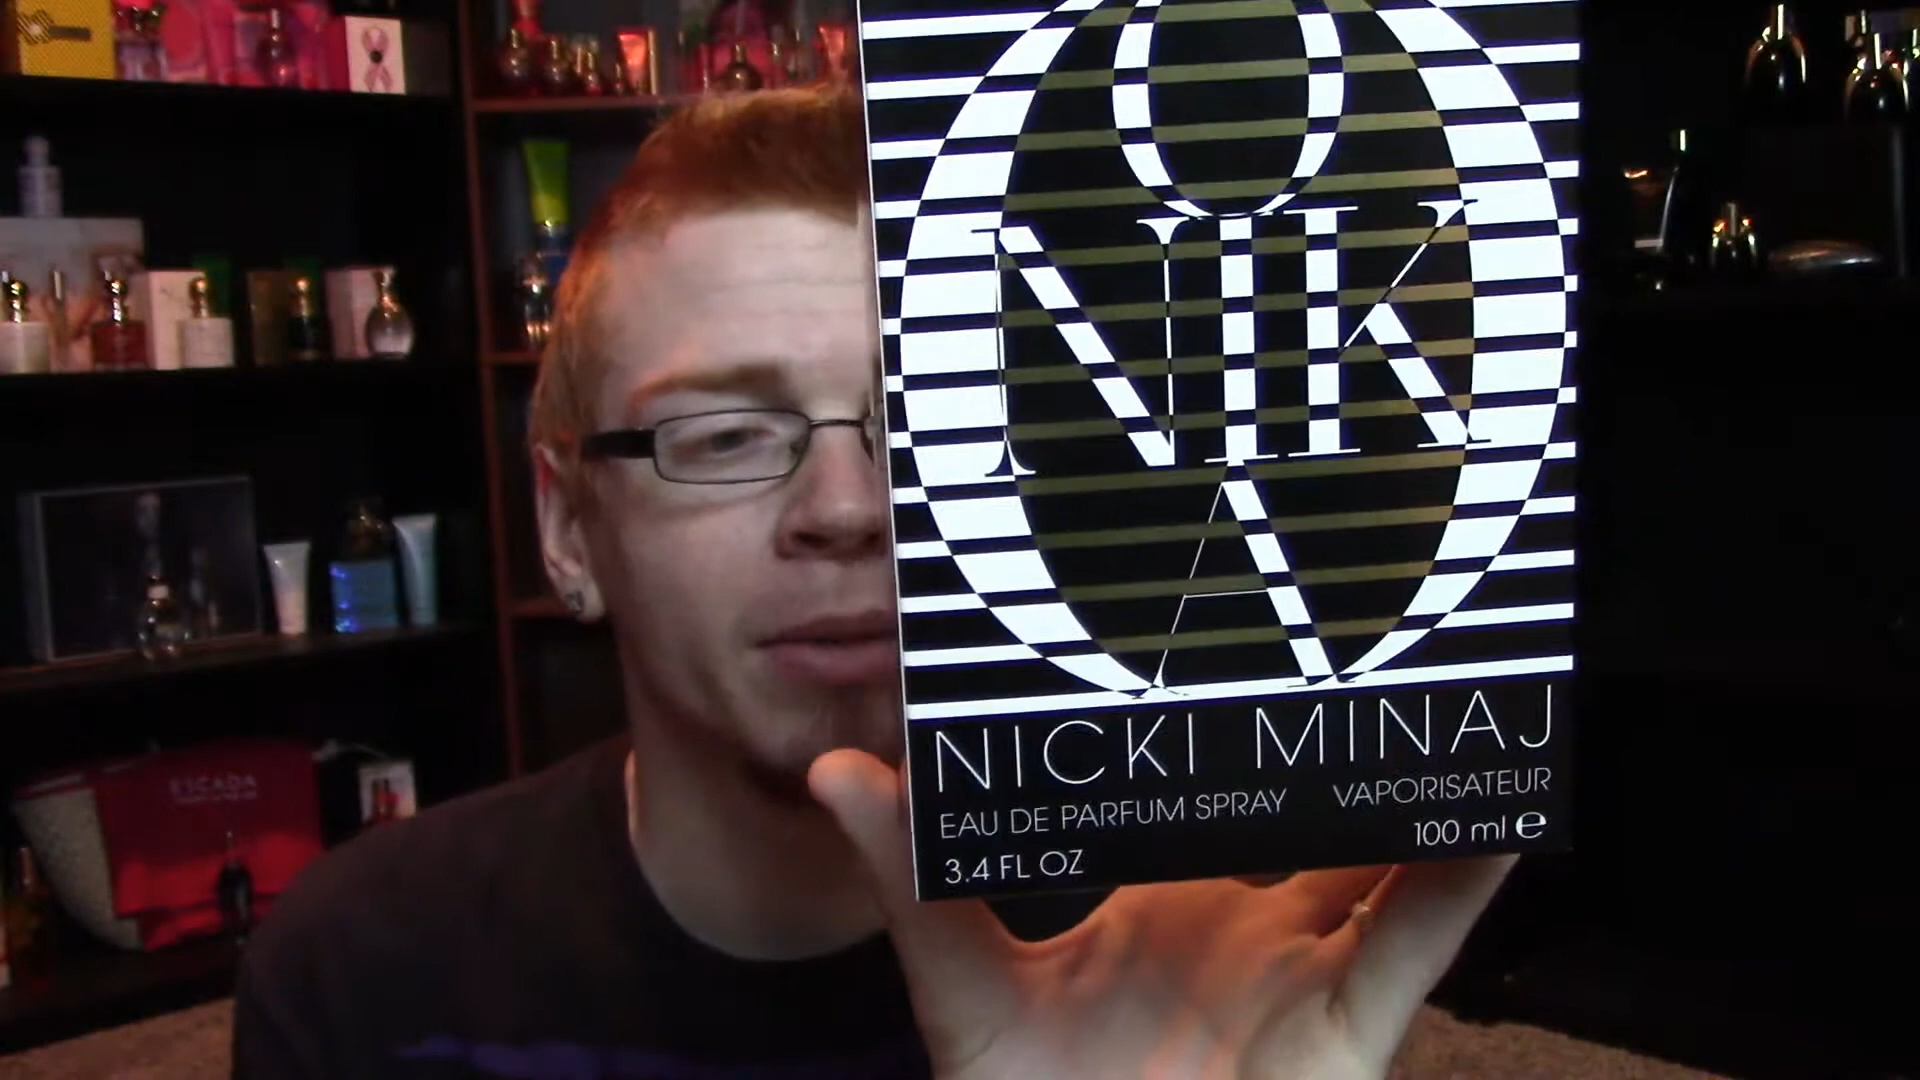 O
NIK
A
NICKI MINAJ
EAU DE PARFUM SPRAY VAPORISATEUR
3.4 FL OZ 100 ml e
ESCADA